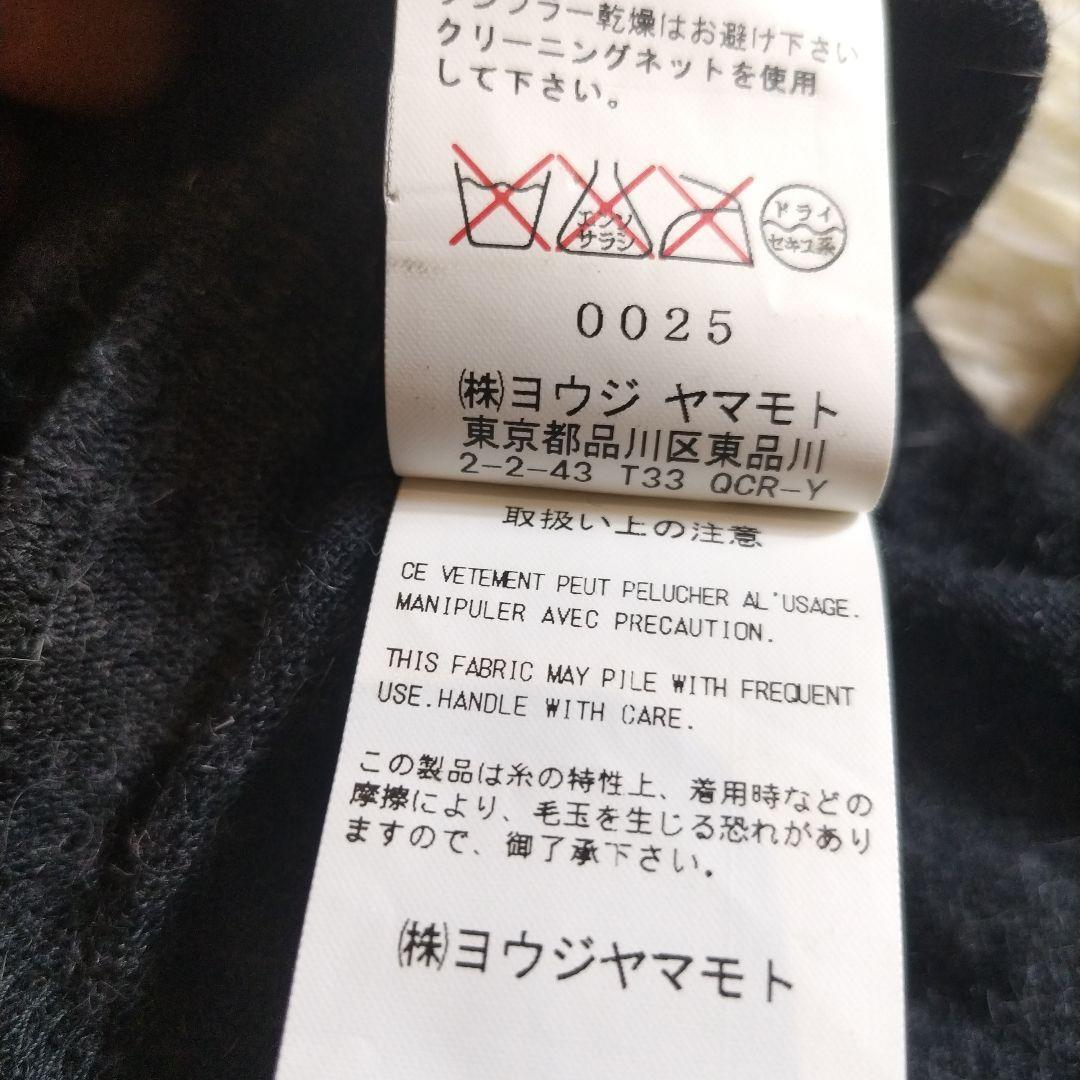 タンブラー乾燥はお避け下さい
クリーニングネットを使用
して下さい。
エンソ
サラシ
ドライ
セキユ系
0025
㈱ヨウジ ヤマモト
東京都品川区東品川
2-2-43 T33 QCR-Y
取扱い上の注意
CE VETEMENT PEUT PELUCHER AL'USAGE.
MANIPULER AVEC PRECAUTION.
THIS FABRIC MAY PILE WITH FREQUENT
USE.HANDLE WITH CARE.
この製品は糸の特性上、着用時などの
摩擦により、毛玉を生じる恐れがあり
ますので、御了承下さい。
㈱ヨウジヤマモト